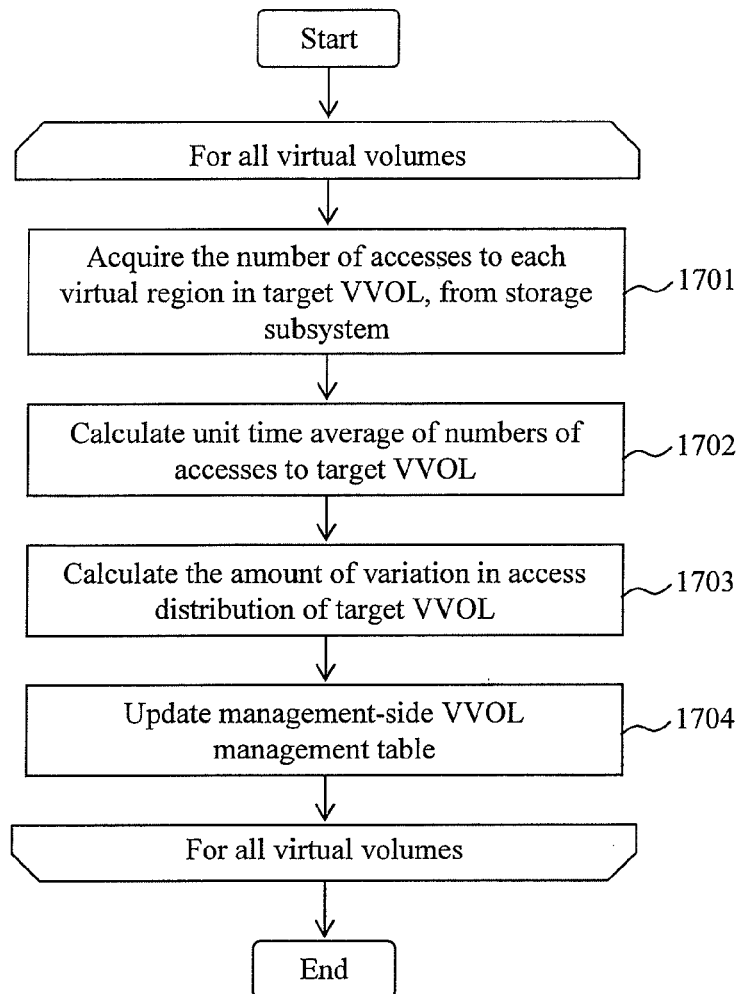 Start
For all virtual volumes
Acquire the number of accesses to each
virtual region in target VVOL, from storage
subsystem
1701
Calculate unit time average of numbers of
accesses to target VVOL
1702
Calculate the amount of variation in access
distribution of target VVOL
1703
Update management-side VVOL
management table
1704
For all virtual volumes
End